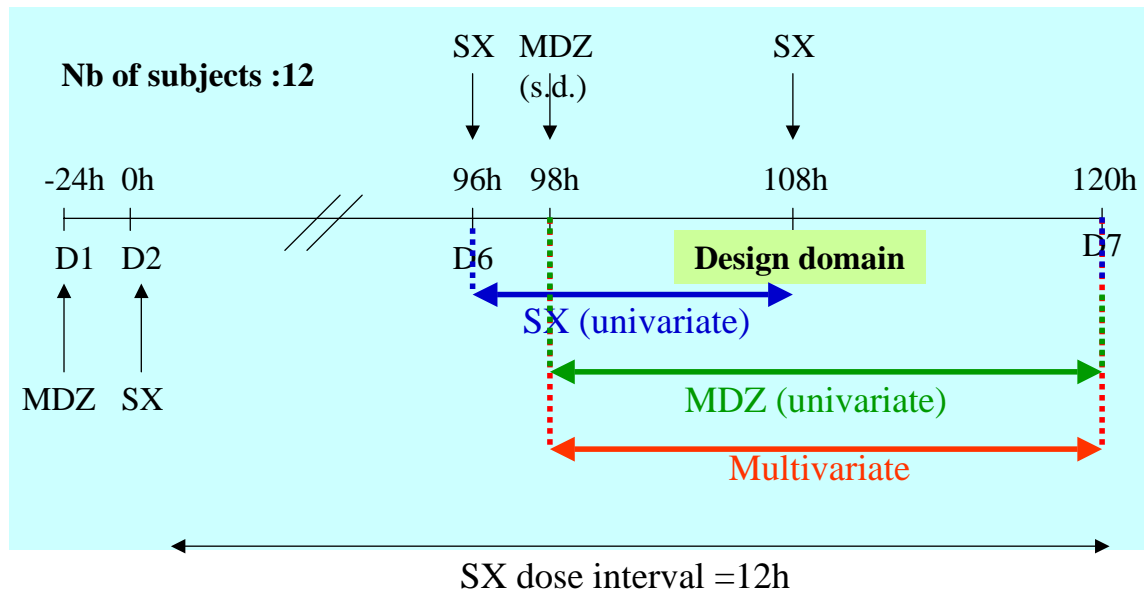 SX MDZ SX
Nb of subjects :12 (s.d.)
-24h 0h 96h 98h 108h 120h
D1 D2 D6 Design domain D7
SX (univariate)
MDZ SX MDZ (univariate)
Multivariate
SX dose interval =12h